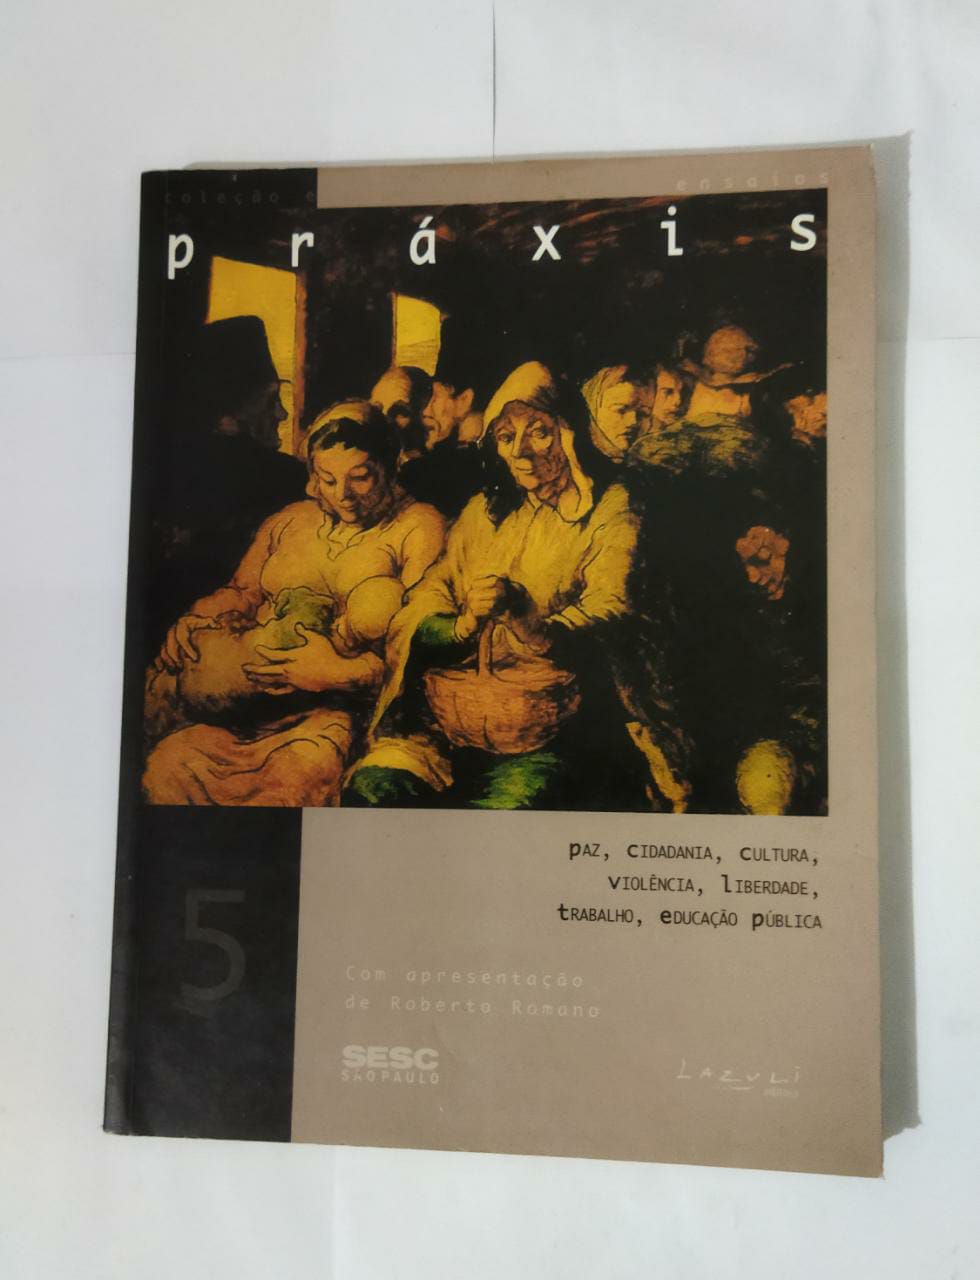 coleção e ensaios
práxis
PAZ, CIDADANIA, CULTURA,
VIOLÊNCIA, lIBERDADE,
tRABALHO, eDUCAÇÃO pÚBLICA
5
Com apresentação
de Roberto Romano
SESC
SÃO PAULO
LAZULI